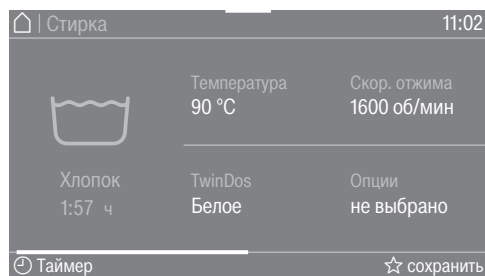 | Стирка 11:02
Температура Скор. отжима
90 °C 1600 об/мин
Хлопок TwinDos Опции
1:57 ч Белое не выбрано
Таймер сохранить